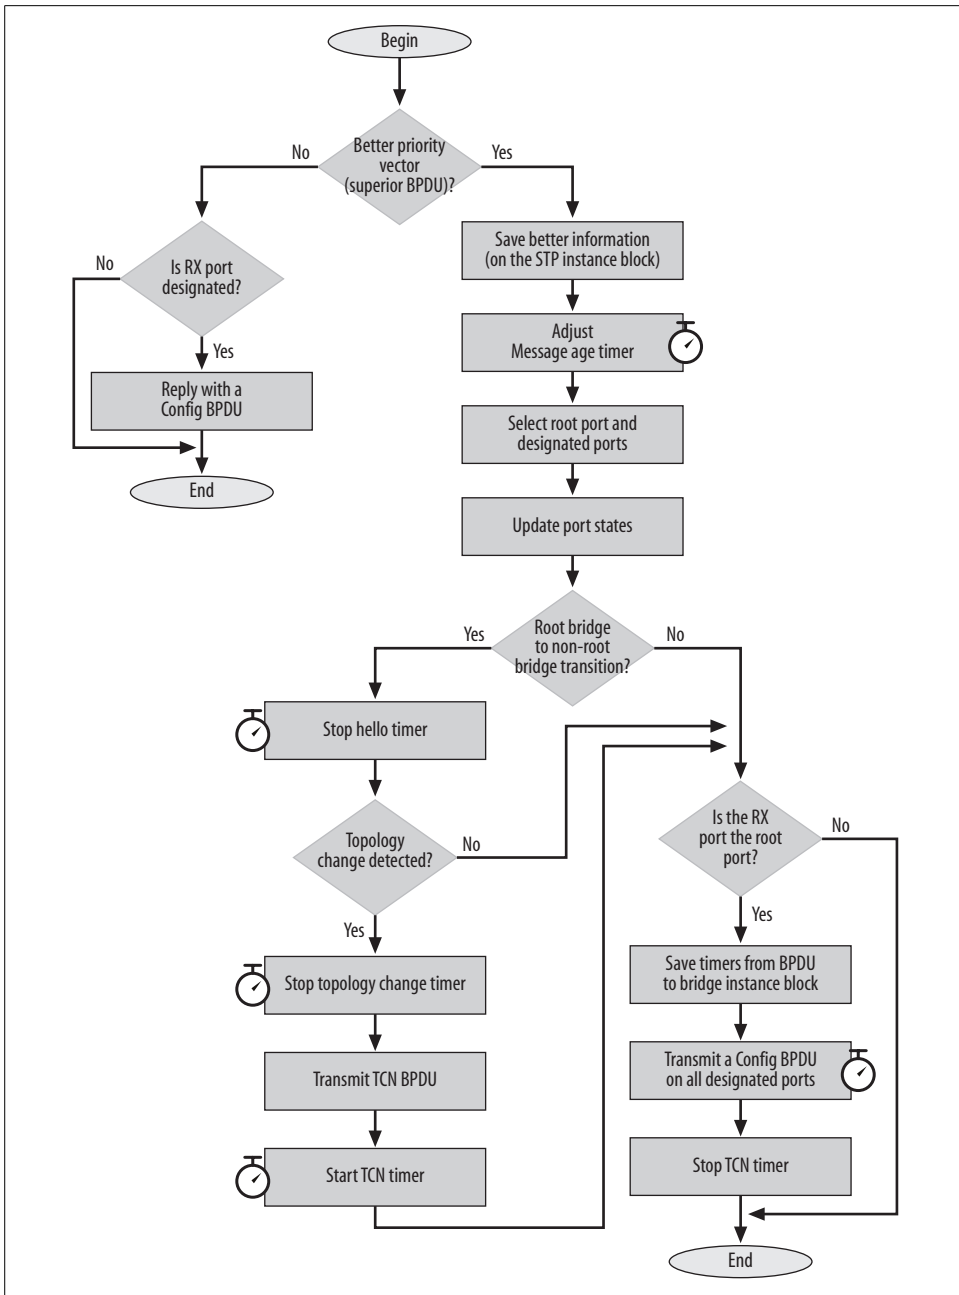 Begin
No
Better priority
vector
(superior BPDU)?
Yes
Save better information
(on the STP instance block)
No
Is RX port
designated?
Yes
Adjust
Message age timer
Reply with a
Config BPDU
Select root port and
designated ports
End
Update port states
Yes
Root bridge
to non-root
bridge transition?
No
Stop hello timer
Topology
change detected?
No
Is the RX
port the root
port?
No
Yes
Yes
Stop topology change timer
Save timers from BPDU
to bridge instance block
Transmit TCN BPDU
Transmit a Config BPDU
on all designated ports
Start TCN timer
Stop TCN timer
End